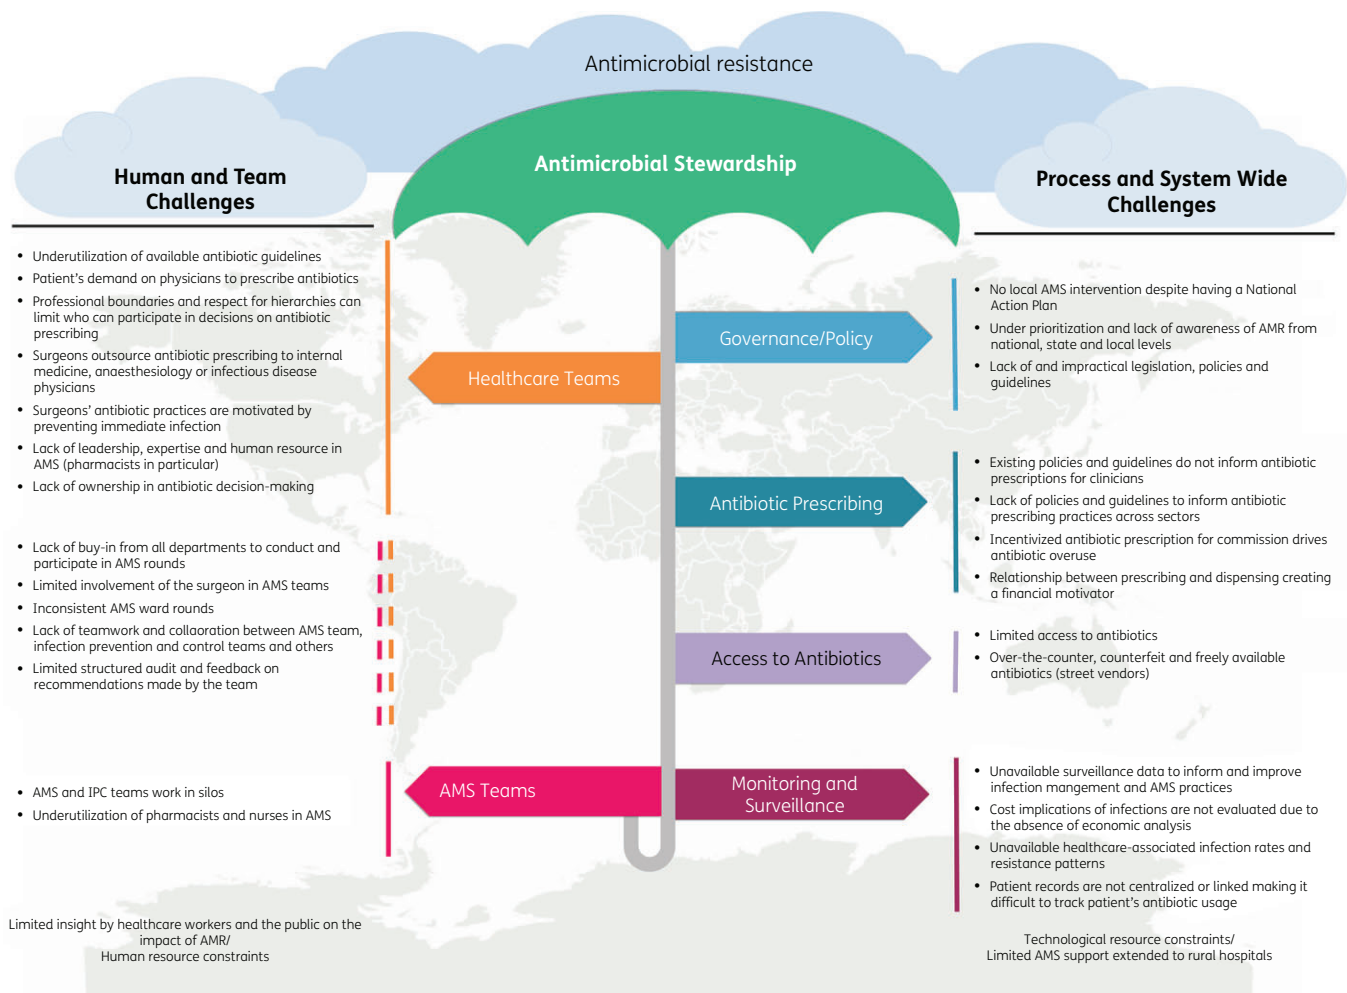 Antimicrobial resistance
Antimicrobial Stewardship
Human and Team
Challenges
• Underutilization of available antibiotic guidelines
• Patient's demand on physicians to prescribe antibiotics
• Professional boundaries and respect for hierarchies can
limit who can participate in decisions on antibiotic
prescribing
• Surgeons outsource antibiotic prescribing to internal
medicine, anaesthesiology or infectious disease
physicians
• Surgeons' antibiotic practices are motivated by
preventing immediate infection
• Lack of leadership, expertise and human resource in
AMS (pharmacists in particular)
• Lack of ownership in antibiotic decision-making
• Lack of buy-in from all departments to conduct and
participate in AMS rounds
• Limited involvement of the surgeon in AMS teams
• Inconsistent AMS ward rounds
• Lack of teamwork and collaoration between AMS team,
infection prevention and control teams and others
• Limited structured audit and feedback on
recommendations made by the team
• AMS and IPC teams work in silos
• Underutilization of pharmacists and nurses in AMS
Limited insight by healthcare workers and the public on the
impact of AMR/
Human resource constraints
Healthcare Teams
AMS Teams
Governance/Policy
Antibiotic Prescribing
Access to Antibiotics
Monitoring and
Surveillance
Process and System Wide
Challenges
• No local AMS intervention despite having a National
Action Plan
• Under prioritization and lack of awareness of AMR from
national, state and local levels
• Lack of and impractical legislation, policies and
guidelines
• Existing policies and guidelines do not inform antibiotic
prescriptions for clinicians
• Lack of policies and guidelines to inform antibiotic
prescribing practices across sectors
• Incentivized antibiotic prescription for commission drives
antibiotic overuse
• Relationship between prescribing and dispensing creating
a financial motivator
• Limited access to antibiotics
• Over-the-counter, counterfeit and freely available
antibiotics (street vendors)
• Unavailable surveillance data to inform and improve
infection mangement and AMS practices
• Cost implications of infections are not evaluated due to
the absence of economic analysis
• Unavailable healthcare-associated infection rates and
resistance patterns
• Patient records are not centralized or linked making it
difficult to track patient's antibiotic usage
Technological resource constraints/
Limited AMS support extended to rural hospitals